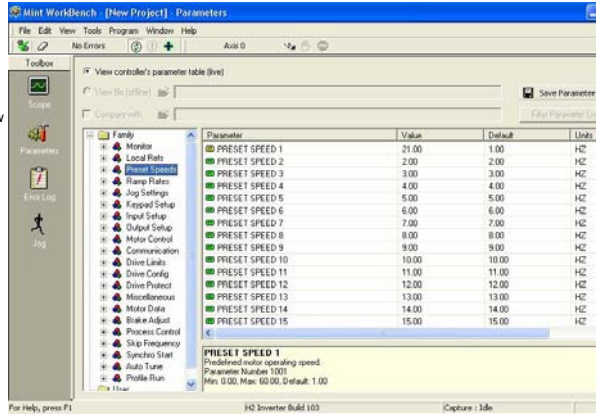 Mint WorkBench - [New Project] - Parameters
File Edit View Tools Program Window Help
No Errors Axis 0
Toolbox
Scope
Parameters
Error Log
Jog
View controller's parameter table (live)
View file (offline)
Compare with
Save Parameter
Filter Parameter List
Family
Monitor
Local Refs
Preset Speeds
Ramp Rates
Jog Settings
Keypad Setup
Input Setup
Output Setup
Motor Control
Communication
Drive Limits
Drive Config
Drive Protect
Miscellaneous
Motor Data
Brake Adjust
Process Control
Skip Frequency
Synchro Start
Auto Tune
Profile Run
User
Parameter Value Default Units
PRESET SPEED 1 21.00 1.00 HZ
PRESET SPEED 2 2.00 2.00 HZ
PRESET SPEED 3 3.00 3.00 HZ
PRESET SPEED 4 4.00 4.00 HZ
PRESET SPEED 5 5.00 5.00 HZ
PRESET SPEED 6 6.00 6.00 HZ
PRESET SPEED 7 7.00 7.00 HZ
PRESET SPEED 8 8.00 8.00 HZ
PRESET SPEED 9 9.00 9.00 HZ
PRESET SPEED 10 10.00 10.00 HZ
PRESET SPEED 11 11.00 11.00 HZ
PRESET SPEED 12 12.00 12.00 HZ
PRESET SPEED 13 13.00 13.00 HZ
PRESET SPEED 14 14.00 14.00 HZ
PRESET SPEED 15 15.00 15.00 HZ
PRESET SPEED 1
Predefined motor operating speed.
Parameter Number 1001
Min: 0.00, Max: 60.00, Default: 1.00
For Help, press F1 H2 Inverter Build 103 Capture : Idle